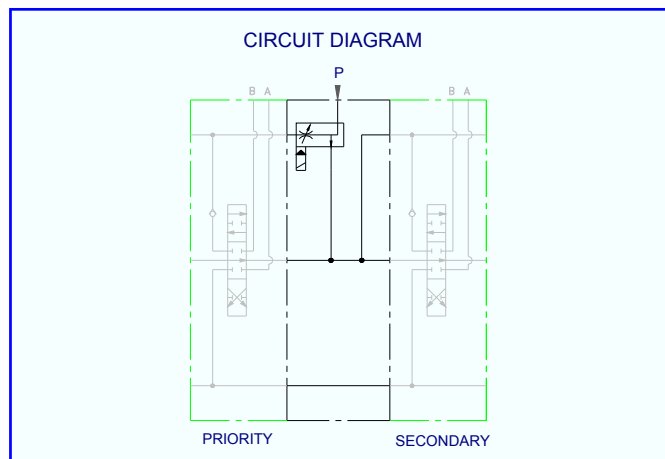 CIRCUIT DIAGRAM
P
B A
B A
PRIORITY
SECONDARY